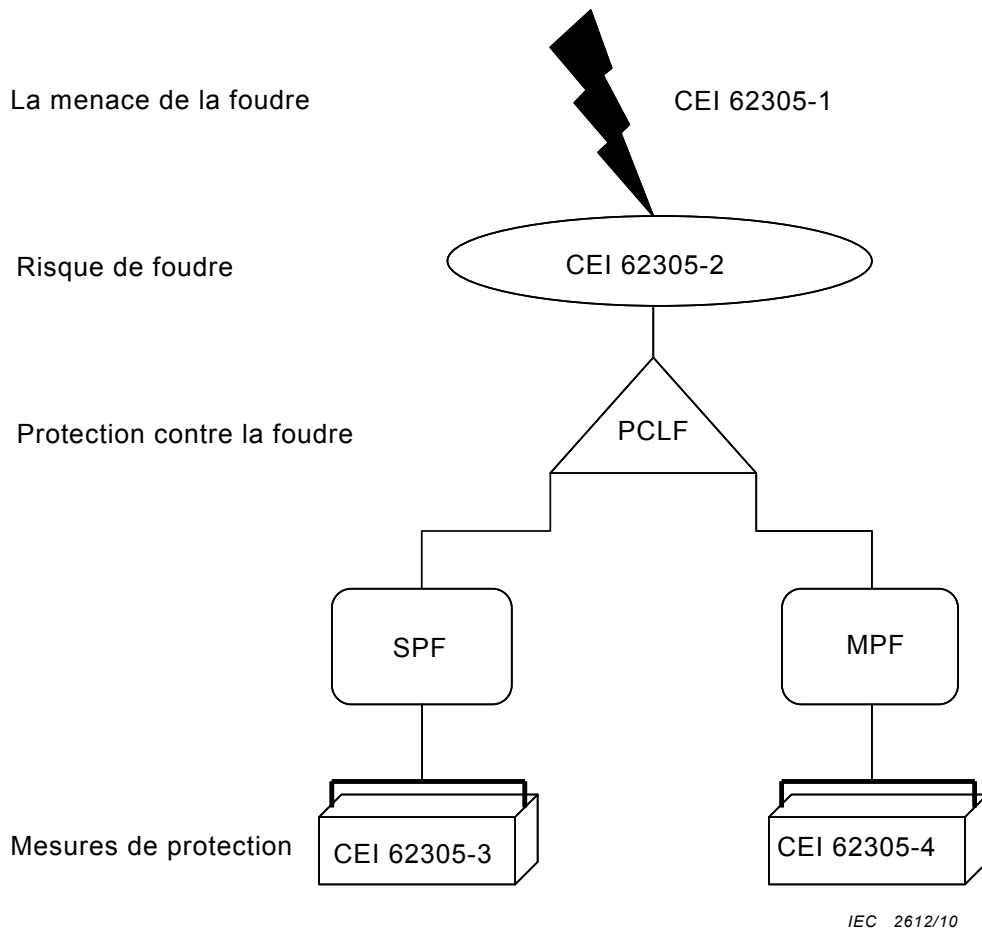 La menace de la foudre
CEI 62305-1
Risque de foudre
CEI 62305-2
Protection contre la foudre
PCLF
SPF
MPF
Mesures de protection
CEI 62305-3
CEI 62305-4
IEC 2612/10